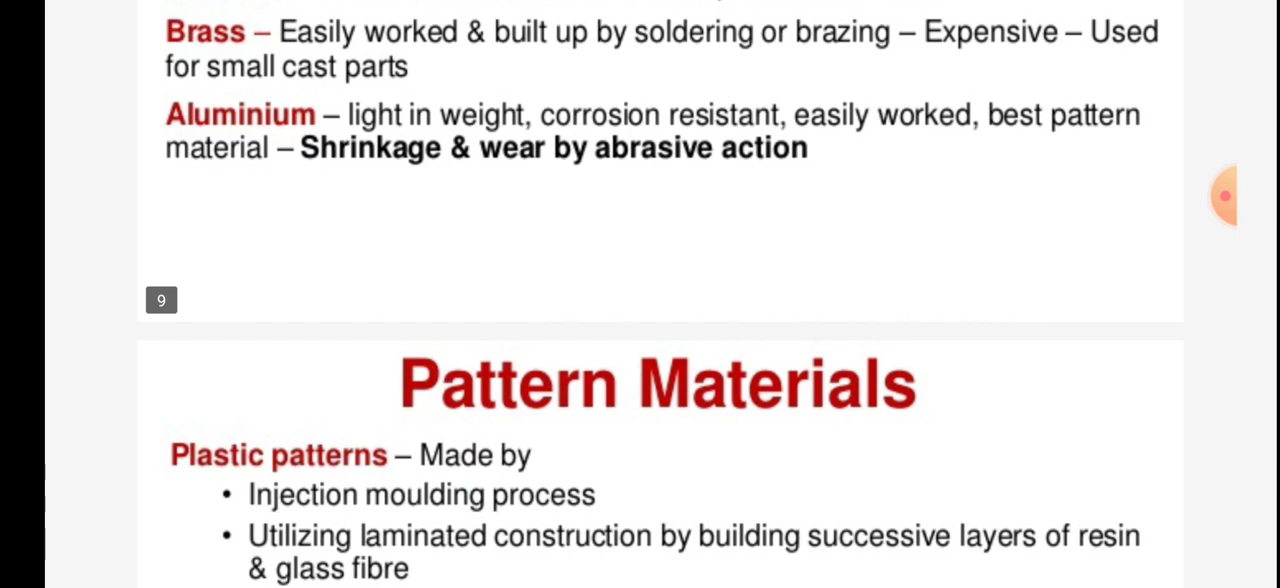 Brass – Easily worked & built up by soldering or brazing – Expensive – Used
for small cast parts
Aluminium – light in weight, corrosion resistant, easily worked, best pattern
material – Shrinkage & wear by abrasive action
9
Pattern Materials
Plastic patterns – Made by
• Injection moulding process
• Utilizing laminated construction by building successive layers of resin
& glass fibre